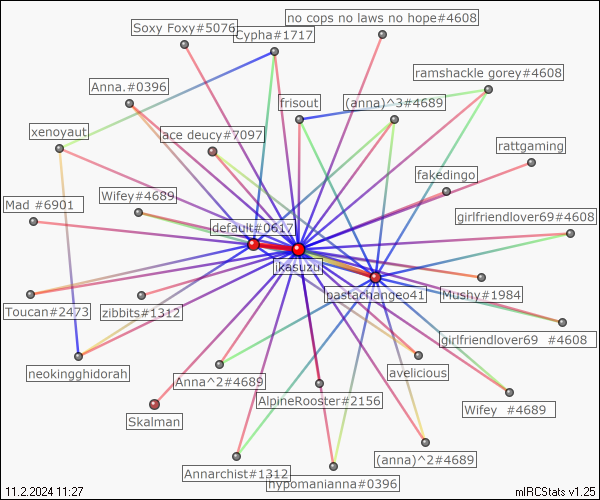 no cops no laws no hope#4608
Soxy Foxy#5076
Cypha#1717
ramshackle gorey#4608
Anna.#0396
frisout
(anna)^3#4689
xenoyaut
ace deucy#7097
rattgaming
fakedingo
Wifey#4689
Mad #6901
girlfriendlover69#4608
default#0617
ikasuzu
pastachangeo41
Mushy#1984
Toucan#2473
zibbits#1312
girlfriendlover69 #4608
neokingghidorah
Anna^2#4689
avelicious
AlpineRooster#2156
Wifey #4689
Skalman
(anna)^2#4689
Annarchist#1312
hypomanianna#0396
11.2.2024 11:27
mIRCStats v1.25